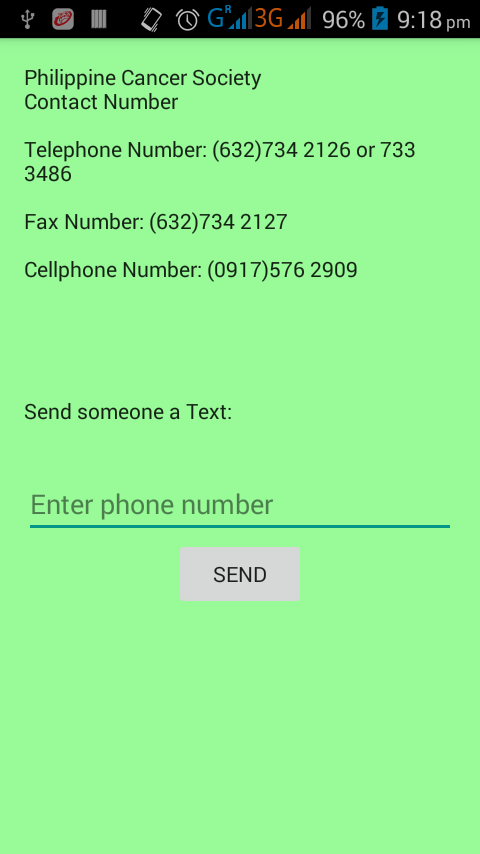 G R 3G 96% 9:18 pm
Philippine Cancer Society
Contact Number
Telephone Number: (632)734 2126 or 733
3486
Fax Number: (632)734 2127
Cellphone Number: (0917)576 2909
Send someone a Text:
Enter phone number
SEND